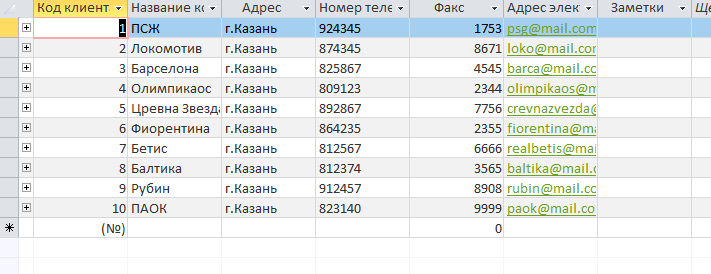 Код клиент Название ко Адрес Номер теле Факс Адрес элект Заметки Ще
1 ПСЖ г.Казань 924345 1753 psg@mail.com
2 Локомотив г.Казань 874345 8671 loko@mail.com
3 Барселона г.Казань 825867 4545 barca@mail.com
4 Олимпикаос г.Казань 809123 2344 olimpikaos@m
5 Цревна Звезда г.Казань 892867 7756 crevnazvezda@
6 Фиорентина г.Казань 864235 2355 fiorentina@ma
7 Бетис г.Казань 812567 6666 realbetis@mail
8 Балтика г.Казань 812374 3565 baltika@mail.c
9 Рубин г.Казань 912457 8908 rubin@mail.co
10 ПАОК г.Казань 823140 9999 paok@mail.co
(№) 0